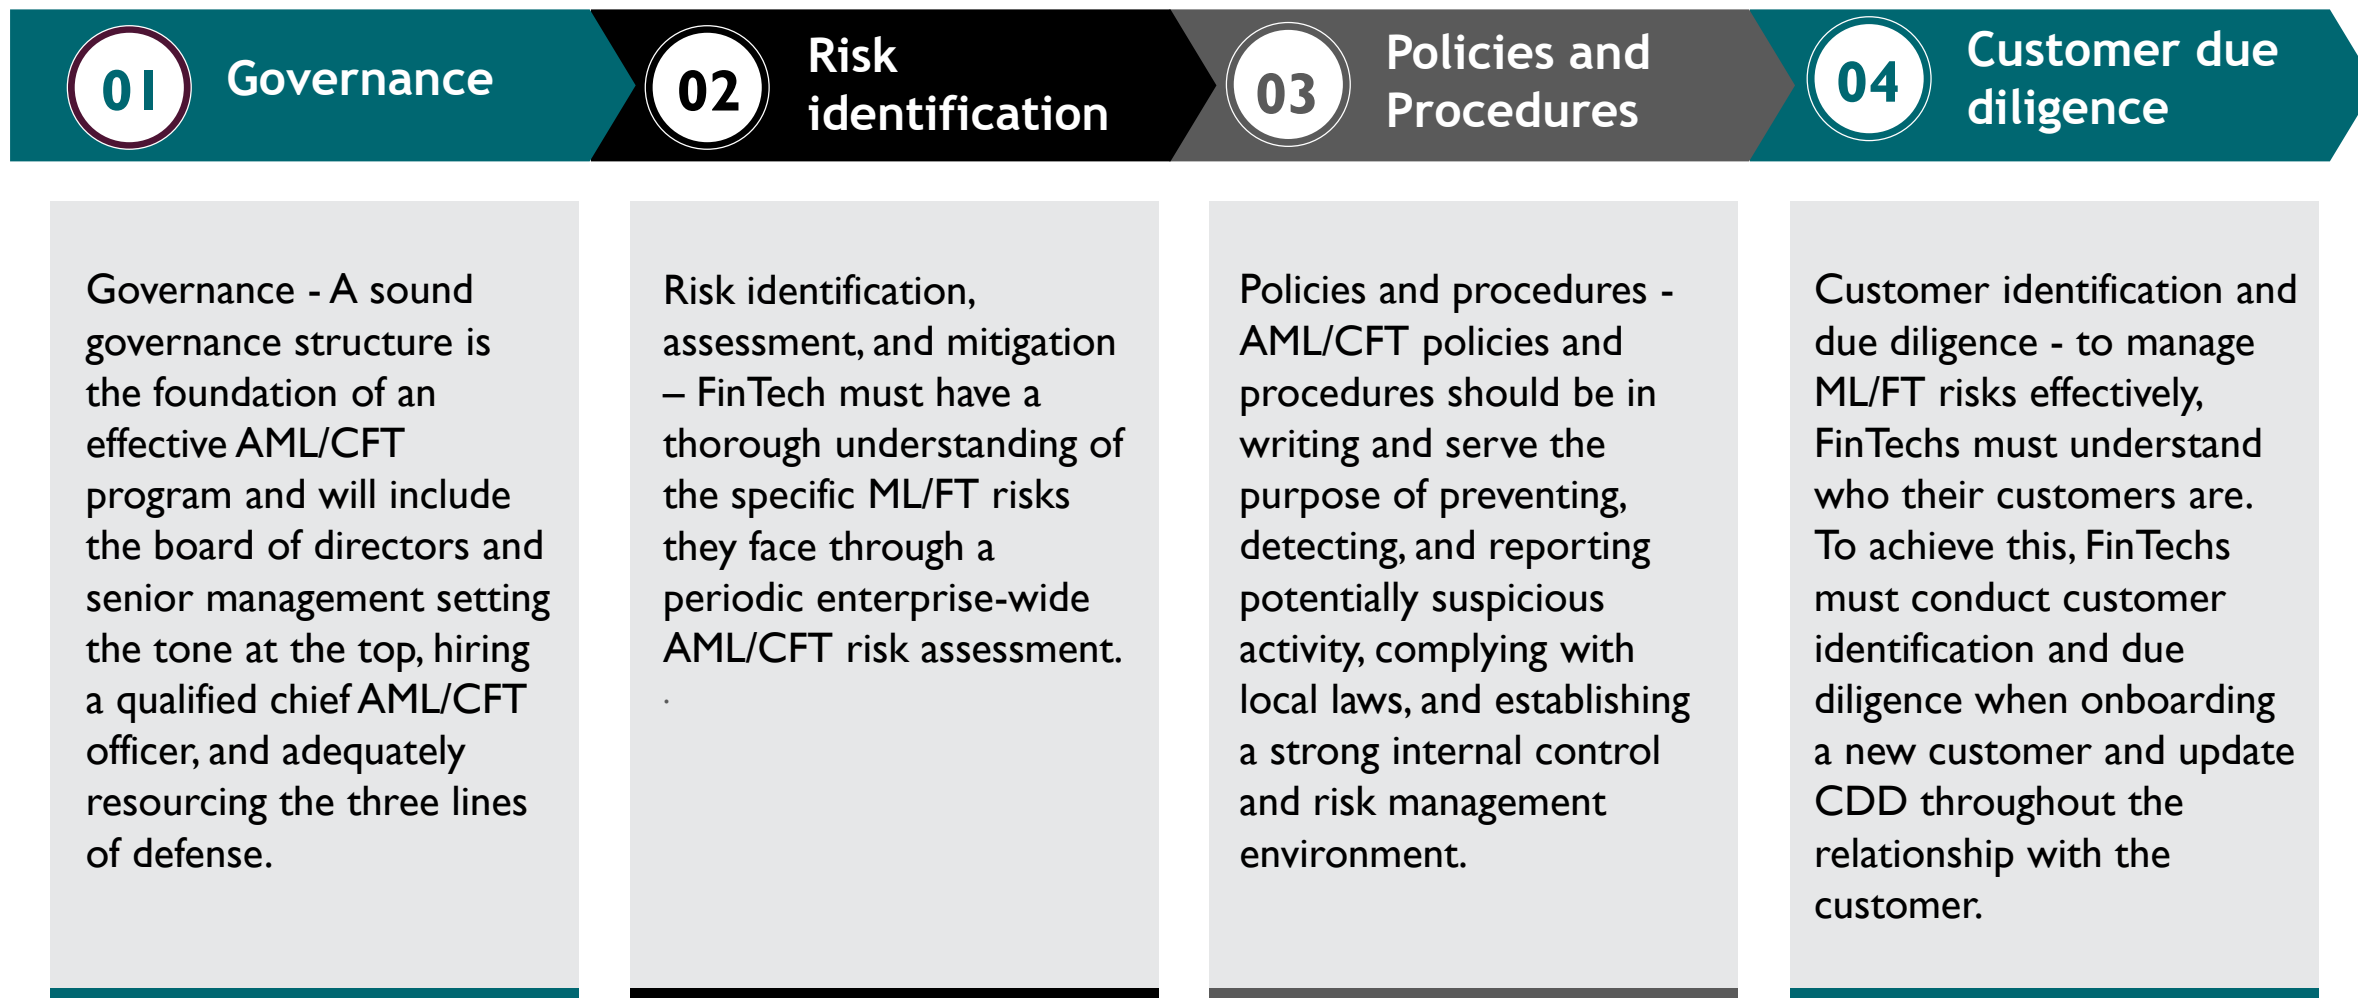 01
Governance
02
Risk
identification
03
Policies and
Procedures
04
Customer due
diligence
Governance - A sound
governance structure is
the foundation of an
effective AML/CFT
program and will include
the board of directors and
senior management setting
the tone at the top, hiring
a qualified chief AML/CFT
officer, and adequately
resourcing the three lines
of defense.
Risk identification,
assessment, and mitigation
– FinTech must have a
thorough understanding of
the specific ML/FT risks
they face through a
periodic enterprise-wide
AML/CFT risk assessment.
.
Policies and procedures -
AML/CFT policies and
procedures should be in
writing and serve the
purpose of preventing,
detecting, and reporting
potentially suspicious
activity, complying with
local laws, and establishing
a strong internal control
and risk management
environment.
Customer identification and
due diligence - to manage
ML/FT risks effectively,
FinTechs must understand
who their customers are.
To achieve this, FinTechs
must conduct customer
identification and due
diligence when onboarding
a new customer and update
CDD throughout the
relationship with the
customer.